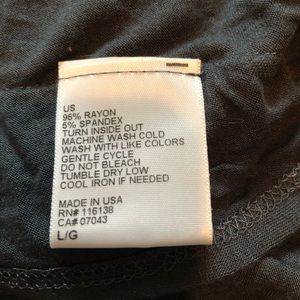 US
96% RAYON
5% SPANDEX
TURN INSIDE OUT
MACHINE WASH COLD
WASH WITH LIKE COLORS
GENTLE CYCLE
DO NOT BLEACH
TUMBLE DRY LOW
COOL IRON IF NEEDED
MADE IN USA
RN# 116138
CA# 07043
L/G